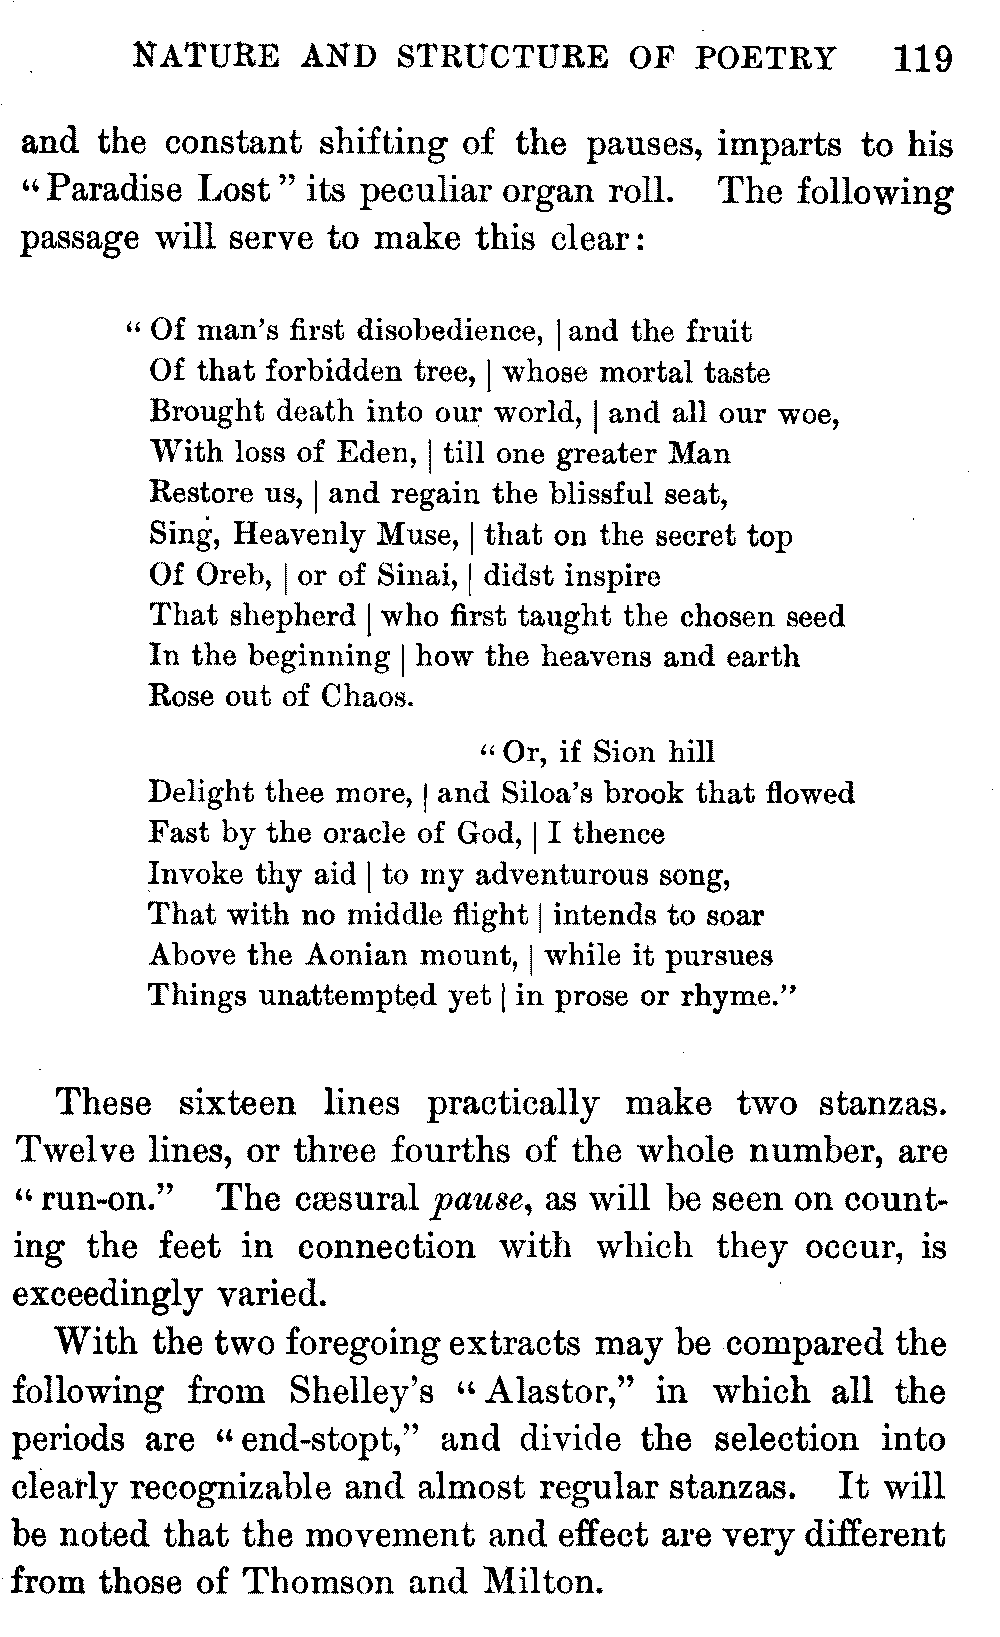 NATURE AND STRUCTURE OF POETRY 119
and the constant shifting of the pauses, imparts to his
“Paradise Lost” its peculiar organ roll. The following
passage will serve to make this clear:
“Of man’s first disobedience, | and the fruit
Of that forbidden tree, | whose mortal taste
Brought death into our world, | and all our woe,
With loss of Eden, | till one greater Man
Restore us, | and regain the blissful seat,
Sing, Heavenly Muse, | that on the secret top
Of Oreb, | or of Sinai, | didst inspire
That shepherd | who first taught the chosen seed
In the beginning | how the heavens and earth
Rose out of Chaos.
“Or, if Sion hill
Delight thee more, | and Siloa’s brook that flowed
Fast by the oracle of God, | I thence
Invoke thy aid | to my adventurous song,
That with no middle flight | intends to soar
Above the Aonian mount, | while it pursues
Things unattempted yet | in prose or rhyme.”
These sixteen lines practically make two stanzas.
Twelve lines, or three fourths of the whole number, are
“run-on.” The cæsural pause, as will be seen on count-
ing the feet in connection with which they occur, is
exceedingly varied.
With the two foregoing extracts may be compared the
following from Shelley’s “Alastor,” in which all the
periods are “end-stopt,” and divide the selection into
clearly recognizable and almost regular stanzas. It will
be noted that the movement and effect are very different
from those of Thomson and Milton.